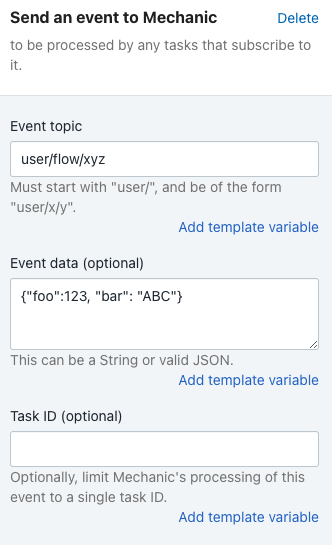 Send an event to Mechanic
Delete
to be processed by any tasks that subscribe to
it.
Event topic
user/flow/xyz
Must start with "user/", and be of the form
"user/x/y".
Add template variable
Event data (optional)
{"foo":123, "bar": "ABC"}
This can be a String or valid JSON.
Add template variable
Task ID (optional)
Optionally, limit Mechanic's processing of this
event to a single task ID.
Add template variable